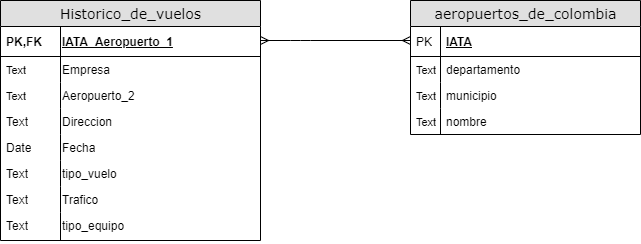 Historico_de_vuelos
PK,FK IATA_Aeropuerto_1
Text Empresa
Text Aeropuerto_2
Text Direccion
Date Fecha
Text tipo_vuelo
Text Trafico
Text tipo_equipo
aeropuertos_de_colombia
PK IATA
Text departamento
Text municipio
Text nombre